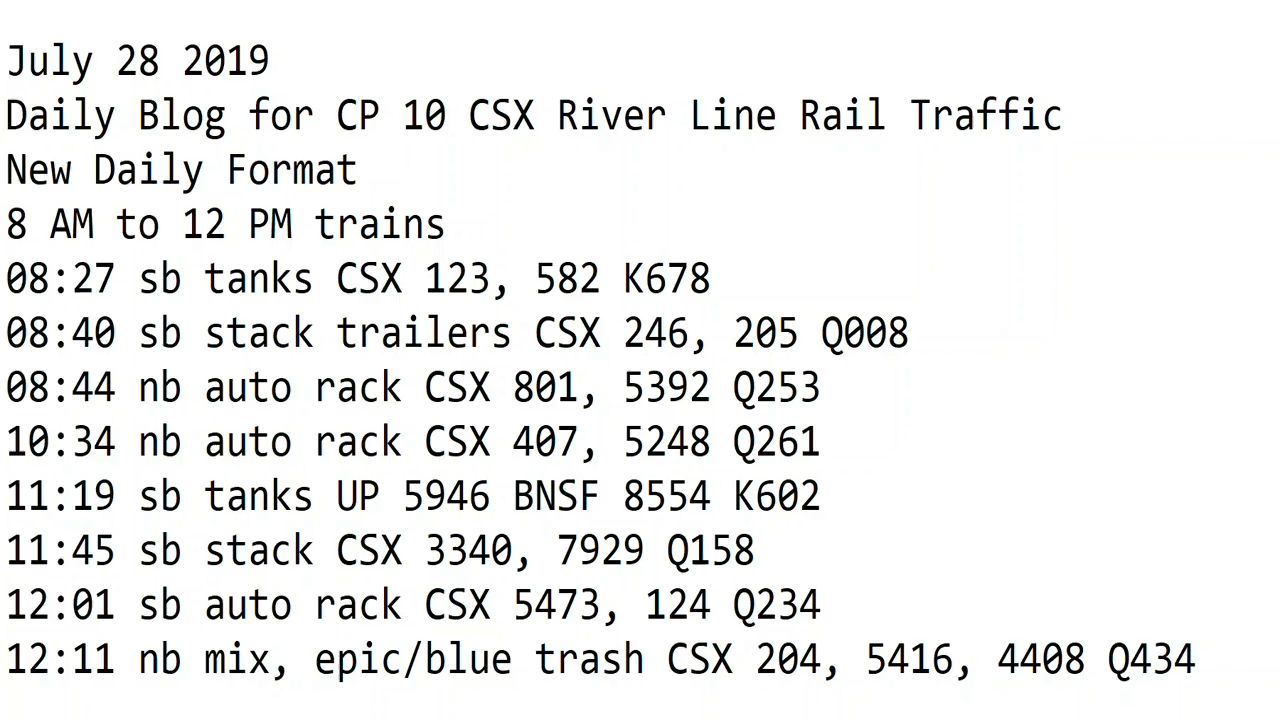 July 28 2019
Daily Blog for CP 10 CSX River Line Rail Traffic
New Daily Format
8 AM to 12 PM trains
08:27 sb tanks CSX 123, 582 K678
08:40 sb stack trailers CSX 246, 205 Q008
08:44 nb auto rack CSX 801, 5392 Q253
10:34 nb auto rack CSX 407, 5248 Q261
11:19 sb tanks UP 5946 BNSF 8554 K602
11:45 sb stack CSX 3340, 7929 Q158
12:01 sb auto rack CSX 5473, 124 Q234
12:11 nb mix, epic/blue trash CSX 204, 5416, 4408 Q434